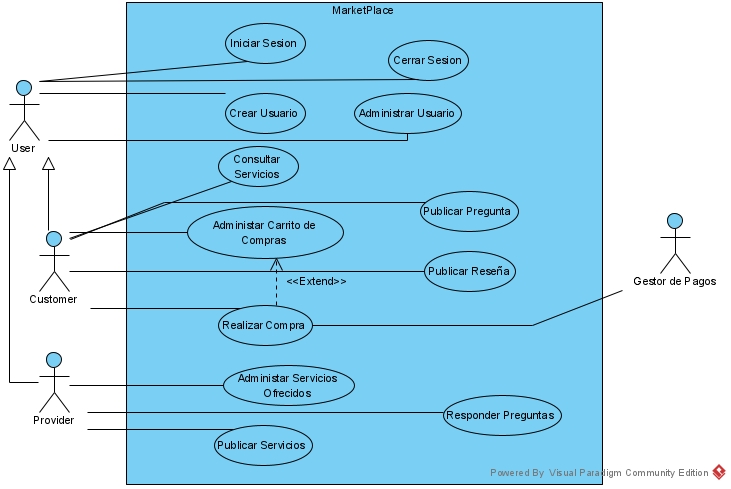 MarketPlace
Iniciar Sesion
Cerrar Sesion
Crear Usuario
Administrar Usuario
User
Consultar
Servicios
Publicar Pregunta
Administar Carrito de
Compras
Customer
<<Extend>>
Publicar Reseña
Gestor de Pagos
Realizar Compra
Administar Servicios
Ofrecidos
Provider
Responder Preguntas
Publicar Servicios
Powered By Visual Paradigm Community Edition